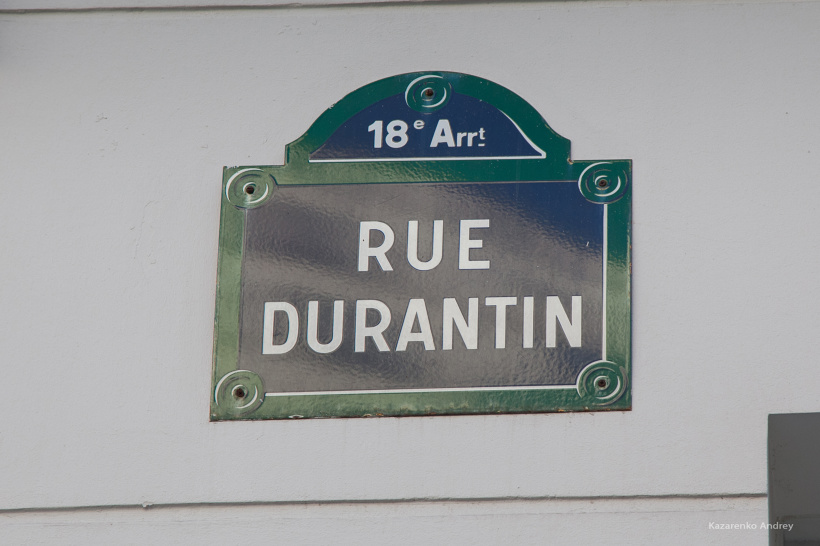 18e Arrt
RUE
DURANTIN
Kazarenko Andrey